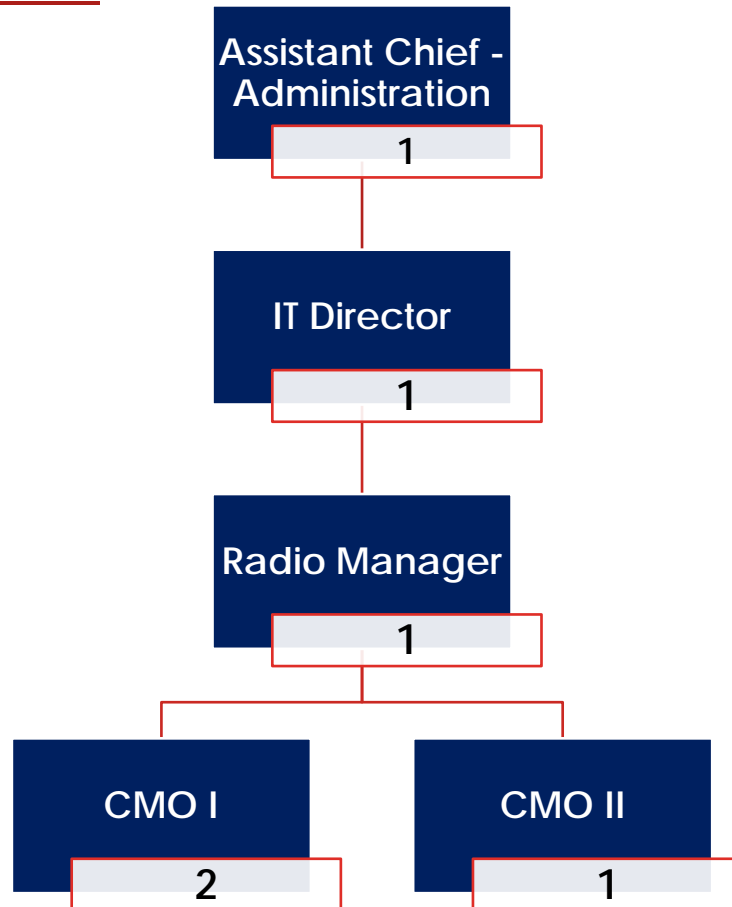 Assistant Chief -
Administration
1
IT Director
1
Radio Manager
1
CMO I
2
CMO II
1